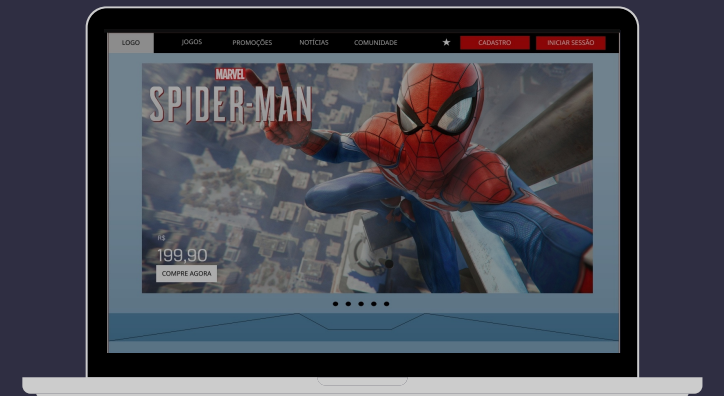 LOGO JOGOS PROMOÇÕES NOTÍCIAS COMUNIDADE CADASTRO INICIAR SESSÃO
MARVEL
SPIDER-MAN
R$
199,90
COMPRE AGORA